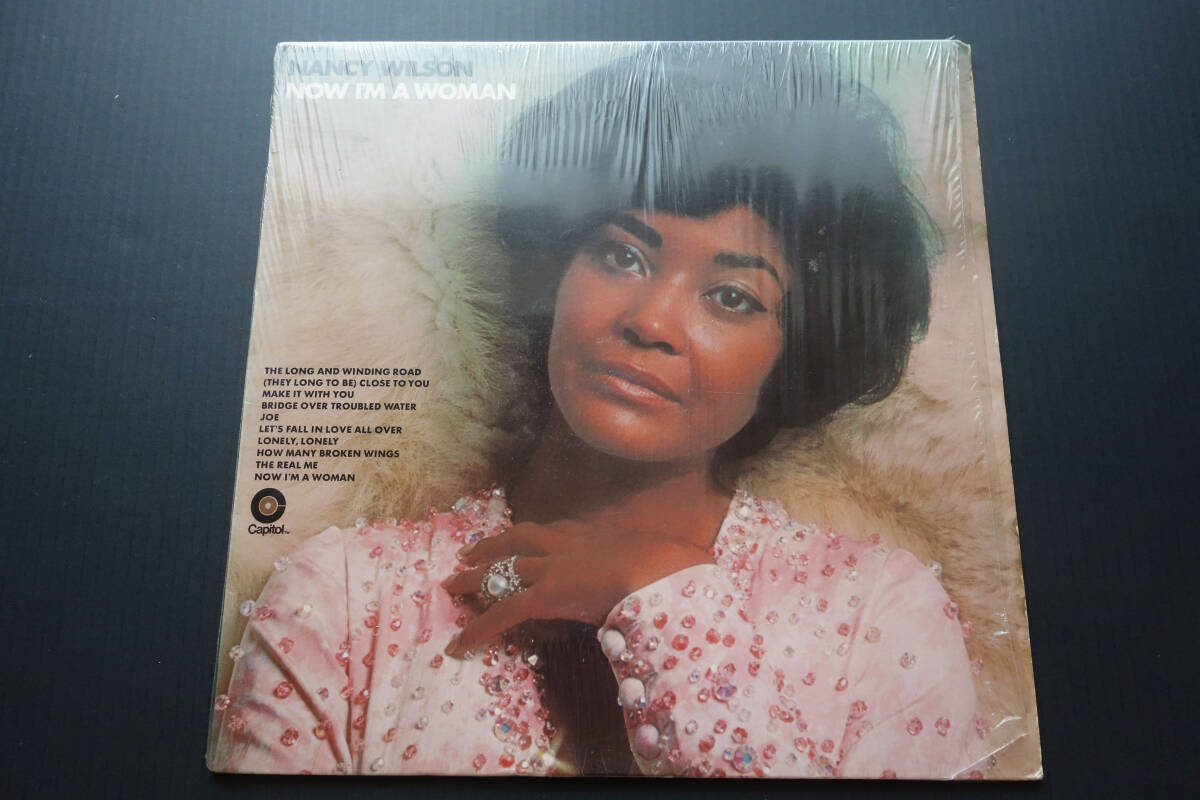 NANCY WILSON
NOW I'M A WOMAN
THE LONG AND WINDING ROAD
(THEY LONG TO BE) CLOSE TO YOU
MAKE IT WITH YOU
BRIDGE OVER TROUBLED WATER
JOE
LET'S FALL IN LOVE ALL OVER
LONELY, LONELY
HOW MANY BROKEN WINGS
THE REAL ME
NOW I'M A WOMAN
Capitol™